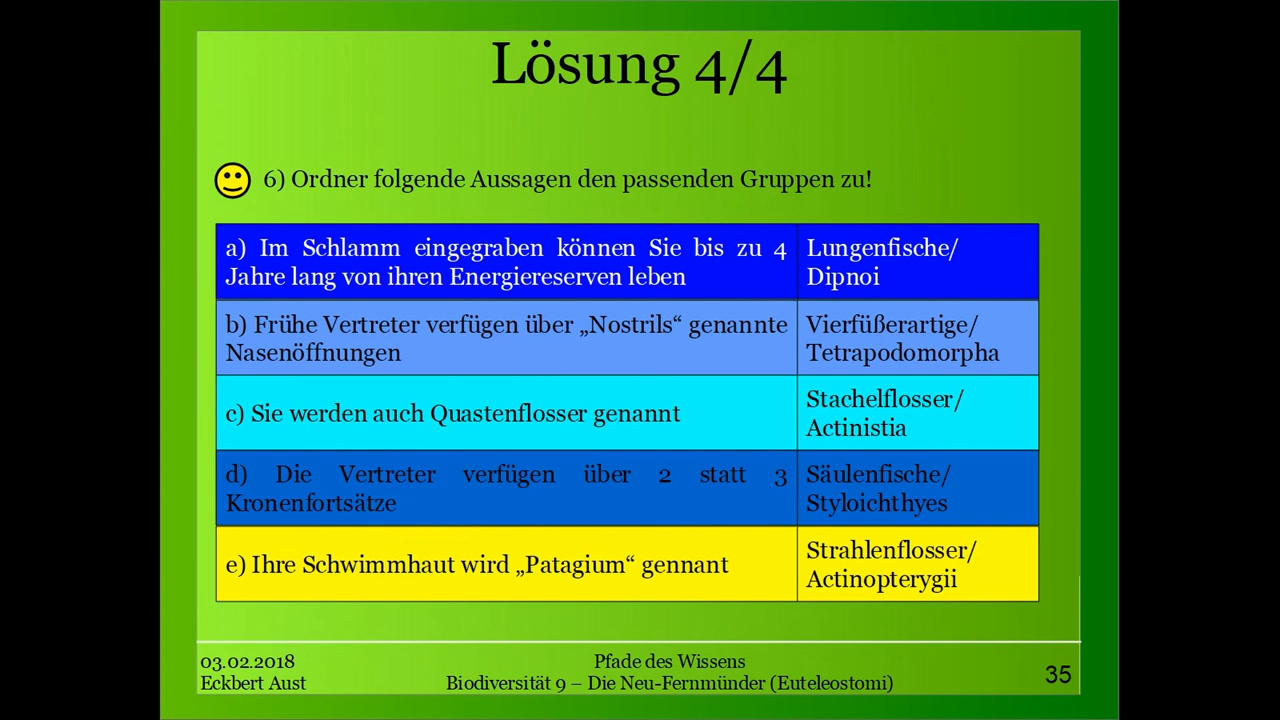 Lösung 4/4
6) Ordner folgende Aussagen den passenden Gruppen zu!
a) Im Schlamm eingegraben können Sie bis zu 4
Jahre lang von ihren Energiereserven leben
Lungenfische/
Dipnoi
b) Frühe Vertreter verfügen über „Nostrils“ genannte
Nasenöffnungen
Vierfüßerartige/
Tetrapodomorpha
c) Sie werden auch Quastenflosser genannt
Stachelflosser/
Actinistia
d) Die Vertreter verfügen über 2 statt 3
Kronenfortsätze
Säulenfische/
Styloichthyes
e) Ihre Schwimmhaut wird „Patagium“ gennant
Strahlenflosser/
Actinopterygii
03.02.2018
Eckbert Aust
Pfade des Wissens
Biodiversität 9 – Die Neu-Fernmünder (Euteleostomi)
35